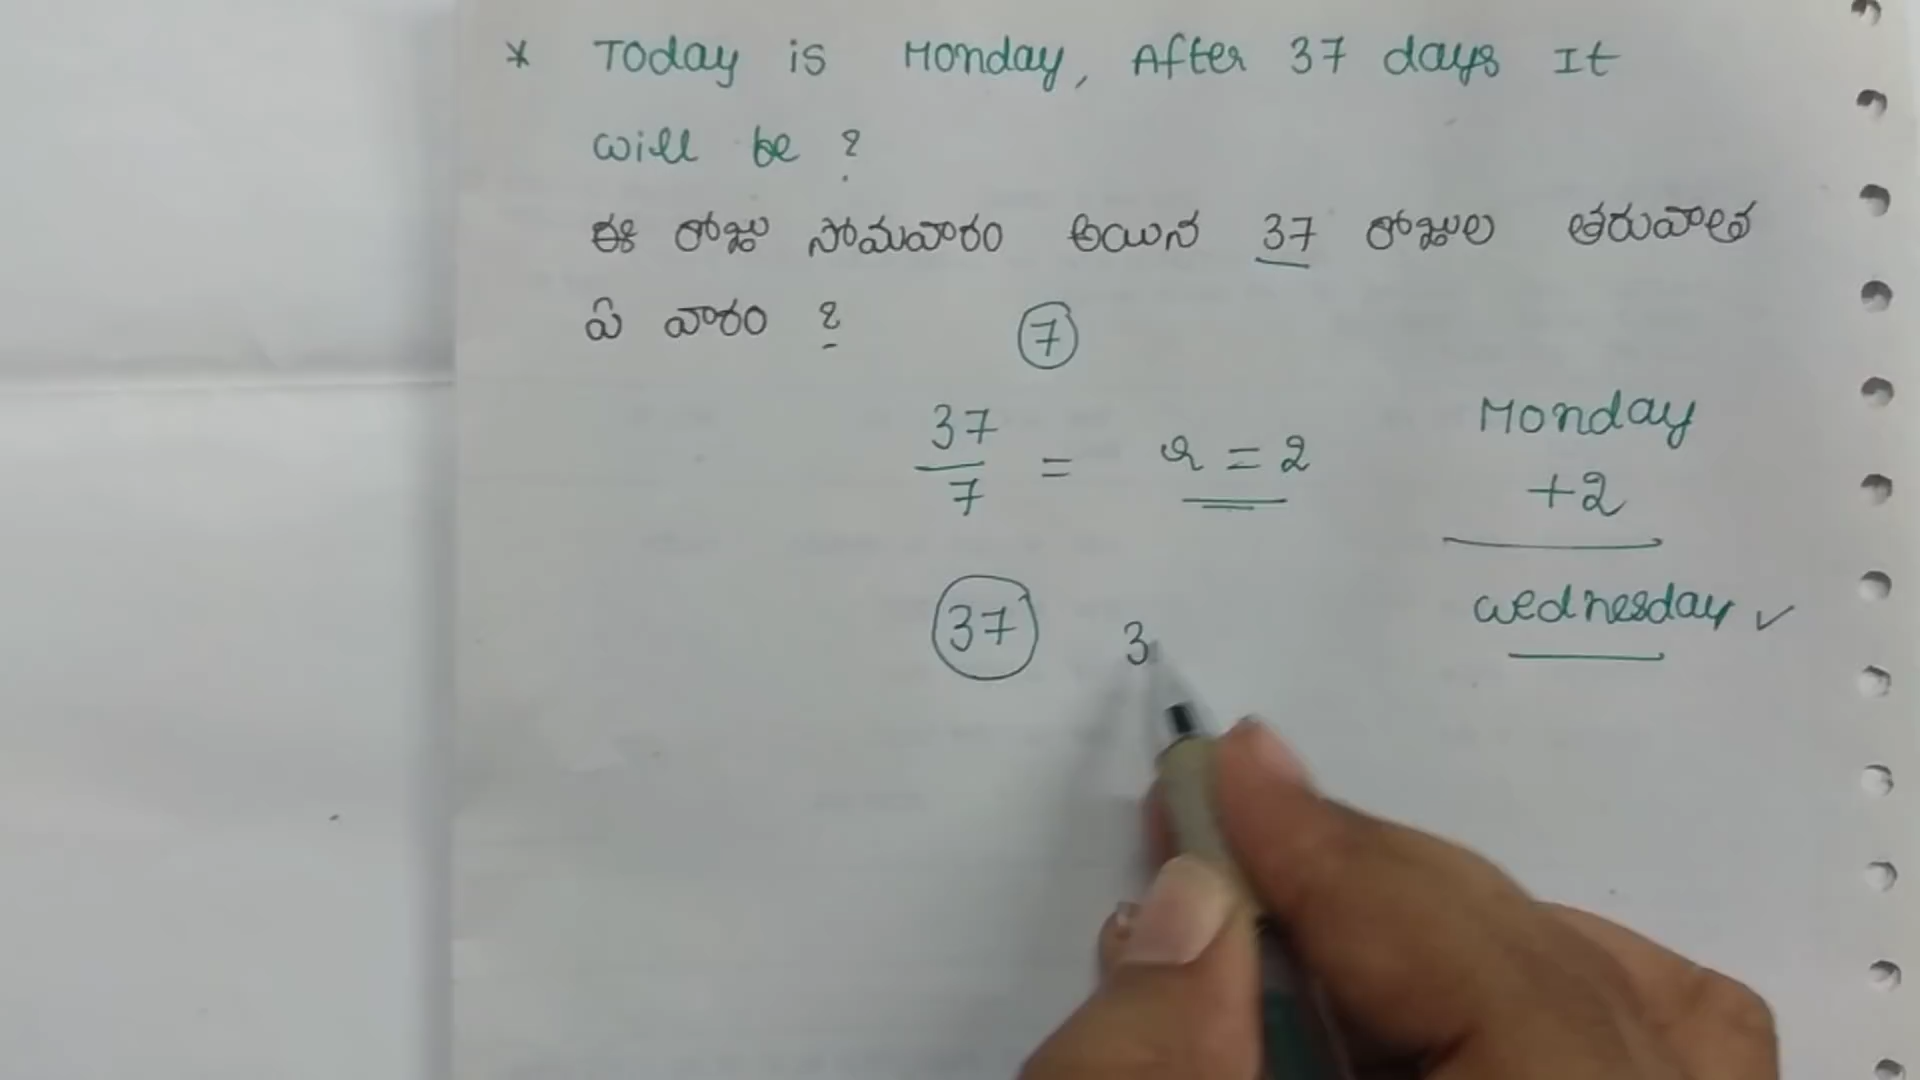 * Today is Monday, After 37 days It
will be ?
ఈ రోజు సోమవారం అయిన 37 రోజుల తరువాత
ఏ వారం ?
7
37
7
= r = 2
Monday
+2
wednesday ✓
37 3